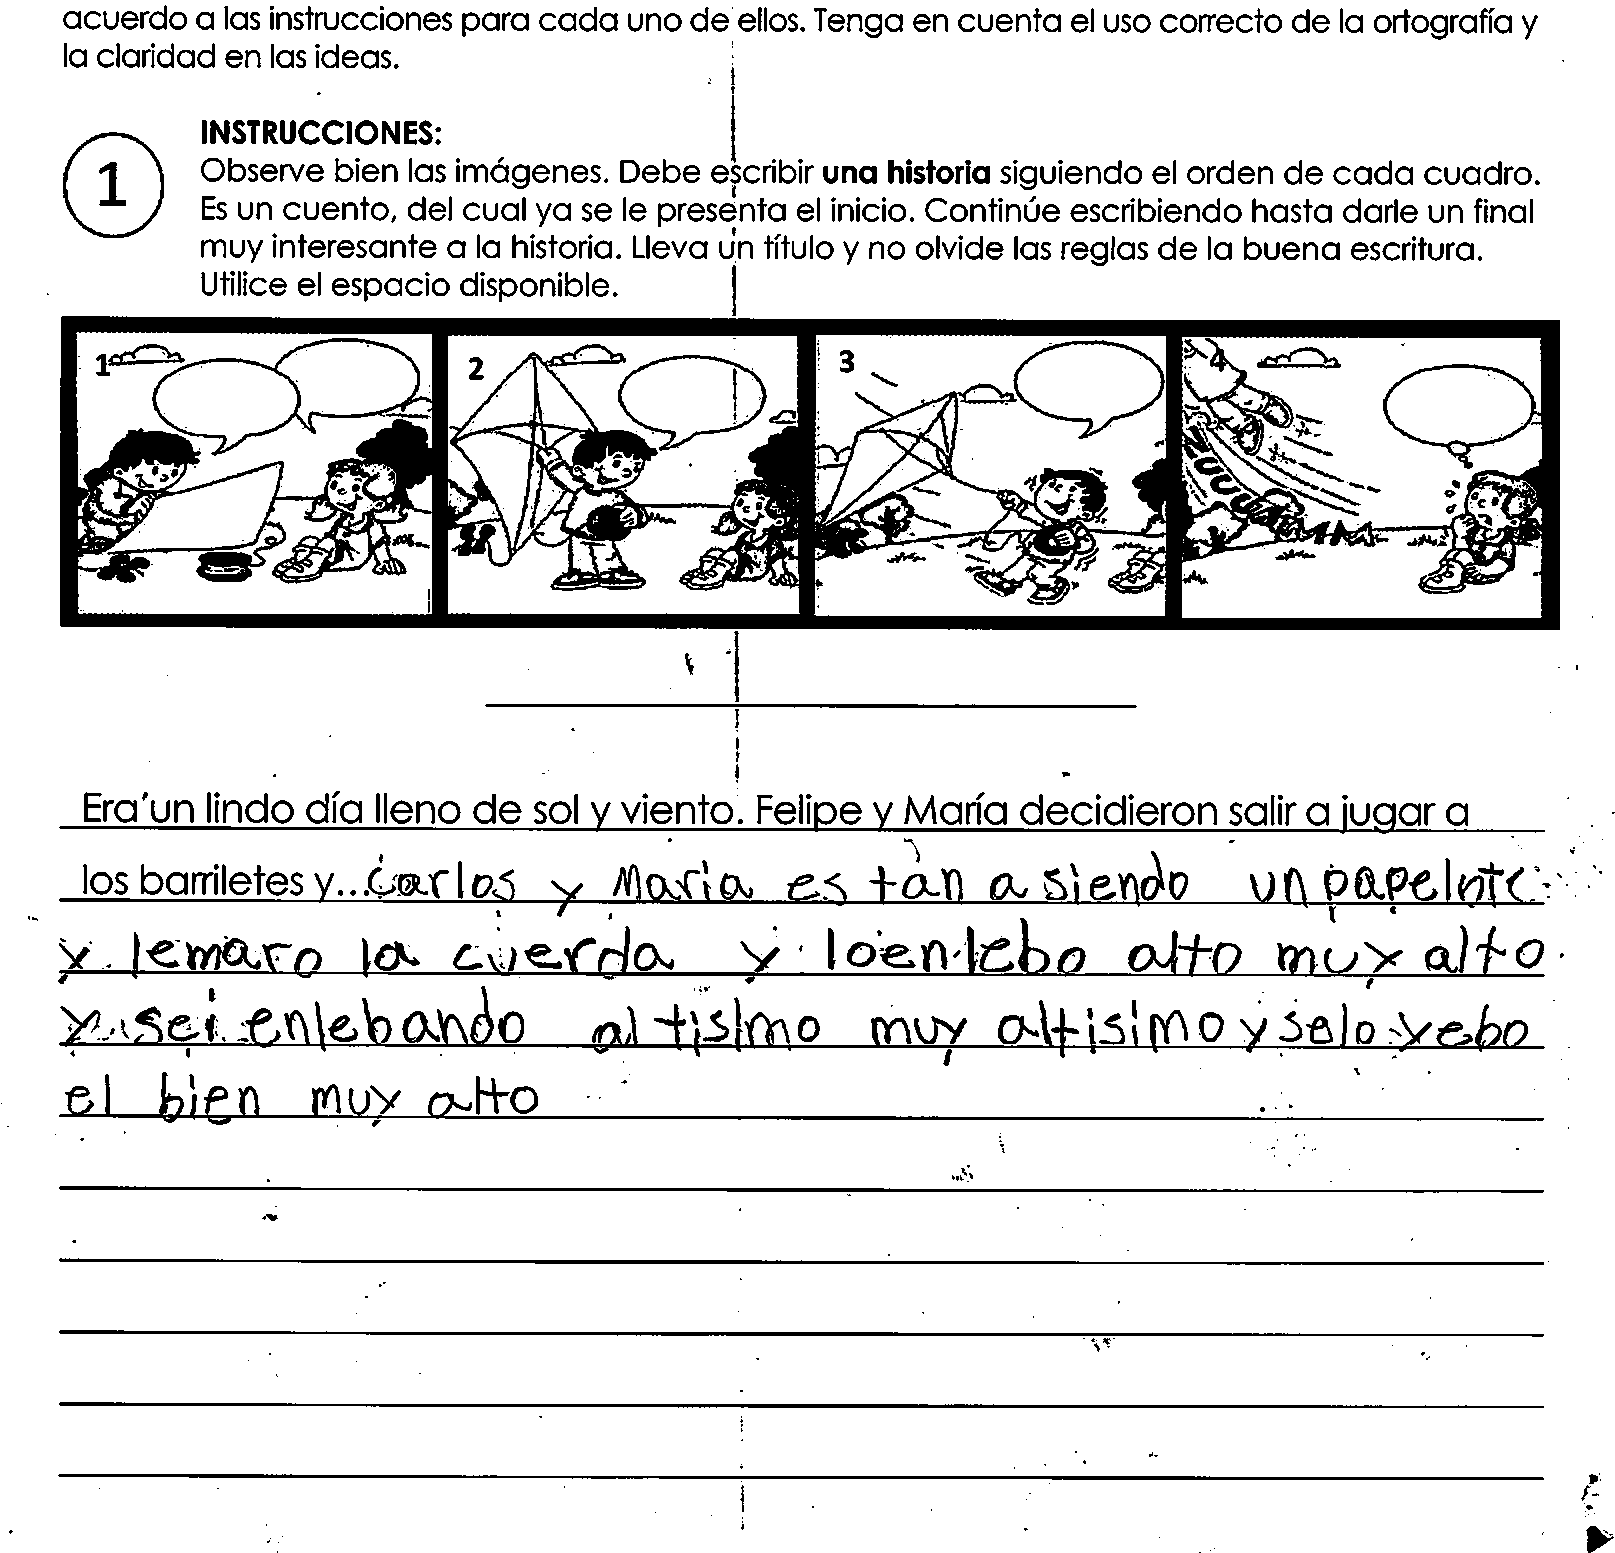 acuerdo a las instrucciones para cada uno de ellos. Tenga en cuenta el uso correcto de la ortografía y
la claridad en las ideas.
INSTRUCCIONES:
1
Observe bien las imágenes. Debe escribir una historia siguiendo el orden de cada cuadro.
Es un cuento, del cual ya se le presenta el inicio. Continúe escribiendo hasta darle un final
muy interesante a la historia. Lleva un título y no olvide las reglas de la buena escritura.
Utilice el espacio disponible.
1 2 3 4
ZUUUUMMM
Era un lindo día lleno de sol y viento. Felipe y María decidieron salir a jugar a
los barriletes y... Carlos y Maria es tan a siendo un papelote
y lemaro la cuerda y lo enlebo alto muy alto.
y sei enlebando altisimo muy altisimo y solo yebo
el bien muy alto